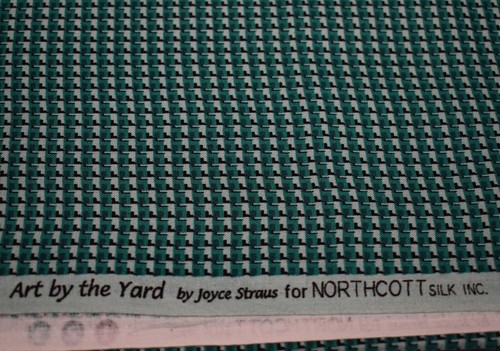 Art by the Yard by Joyce Straus for NORTHCOTT SILK INC.